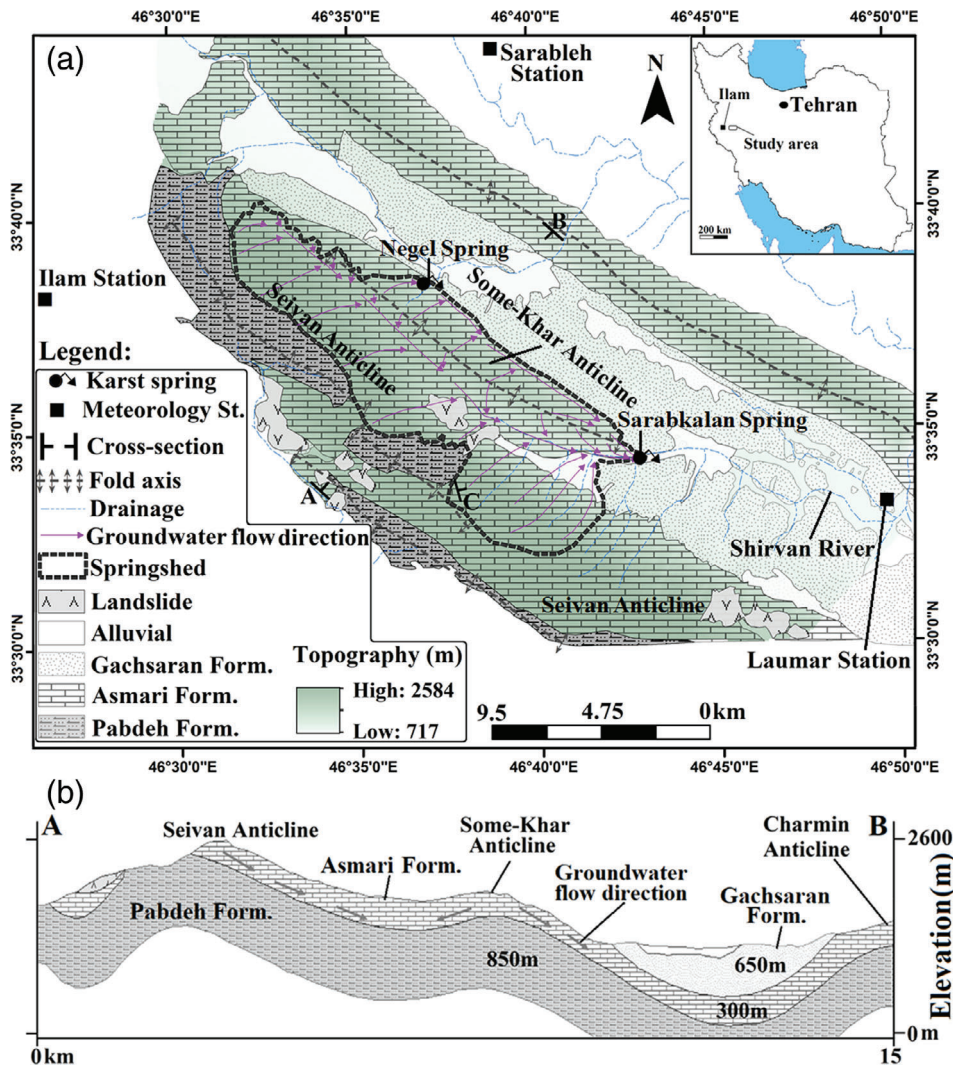 46°30'0"E
46°35'0"E
46°40'0"E
46°45'0"E
46°50'0"E
(a)
Sarableh
Station
N
Ilam
Tehran
Study area
200 km
33°40'0"N
33°40'0"N
B
Negel Spring
Ilam Station
Seivan Anticline
Some-Khar Anticline
Legend:
Karst spring
Meteorology St.
Cross-section
Fold axis
Drainage
Groundwater flow direction
Springshed
Landslide
Alluvial
Gachsaran Form.
Asmari Form.
Pabdeh Form.
33°35'0"N
33°35'0"N
Sarabkalan Spring
A
C
Shirvan River
Seivan Anticline
Laumar Station
33°30'0"N
33°30'0"N
Topography (m)
High: 2584
Low: 717
9.5
4.75
0km
46°30'0"E
46°35'0"E
46°40'0"E
46°45'0"E
46°50'0"E
(b)
A
Seivan Anticline
Some-Khar
Anticline
Charmin
Anticline
B
2600
Asmari Form.
Groundwater
flow direction
Gachsaran
Form.
Pabdeh Form.
850m
650m
300m
Elevation(m)
0m
0km
15